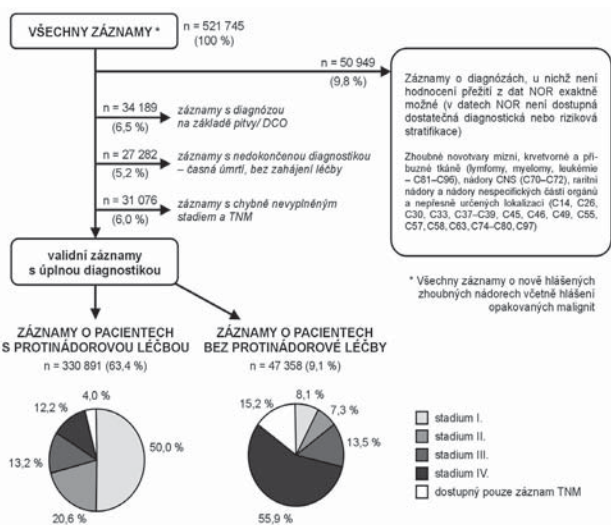 VŠECHNY ZÁZNAMY *
n = 521 745
(100 %)
n = 50 949
(9,8 %)
Záznamy o diagnózách, u nichž není
hodnocení přežití z dat NOR exaktně
možné (v datech NOR není dostupná
dostatečná diagnostická nebo riziková
stratifikace)
Zhoubné novotvary mízní, krvetvorné a pří-
buzné tkáně (lymfomy, myelomy, leukémie
– C81–C96), nádory CNS (C70–C72), raritní
nádory a nádory nespecifických částí orgánů
a nepřesně určených lokalizací (C14, C26,
C30, C33, C37–C39, C45, C46, C49, C55,
C57, C58, C63, C74–C80, C97)
n = 34 189
(6,5 %)
záznamy s diagnózou
na základě pitvy/ DCO
n = 27 282
(5,2 %)
záznamy s nedokončenou diagnostikou
– časná úmrtí, bez zahájení léčby
n = 31 076
(6,0 %)
záznamy s chybně nevyplněným
stadiem a TNM
validní záznamy
s úplnou diagnostikou
* Všechny záznamy o nově hlášených
zhoubných nádorech včetně hlášení
opakovaných malignit
ZÁZNAMY O PACIENTECH
S PROTINÁDOROVOU LÉČBOU
n = 330 891 (63,4 %)
4,0 %
12,2 %
13,2 %
20,6 %
50,0 %
ZÁZNAMY O PACIENTECH
BEZ PROTINÁDOROVÉ LÉČBY
n = 47 358 (9,1 %)
8,1 %
15,2 %
7,3 %
13,5 %
55,9 %
stadium I.
stadium II.
stadium III.
stadium IV.
dostupný pouze záznam TNM